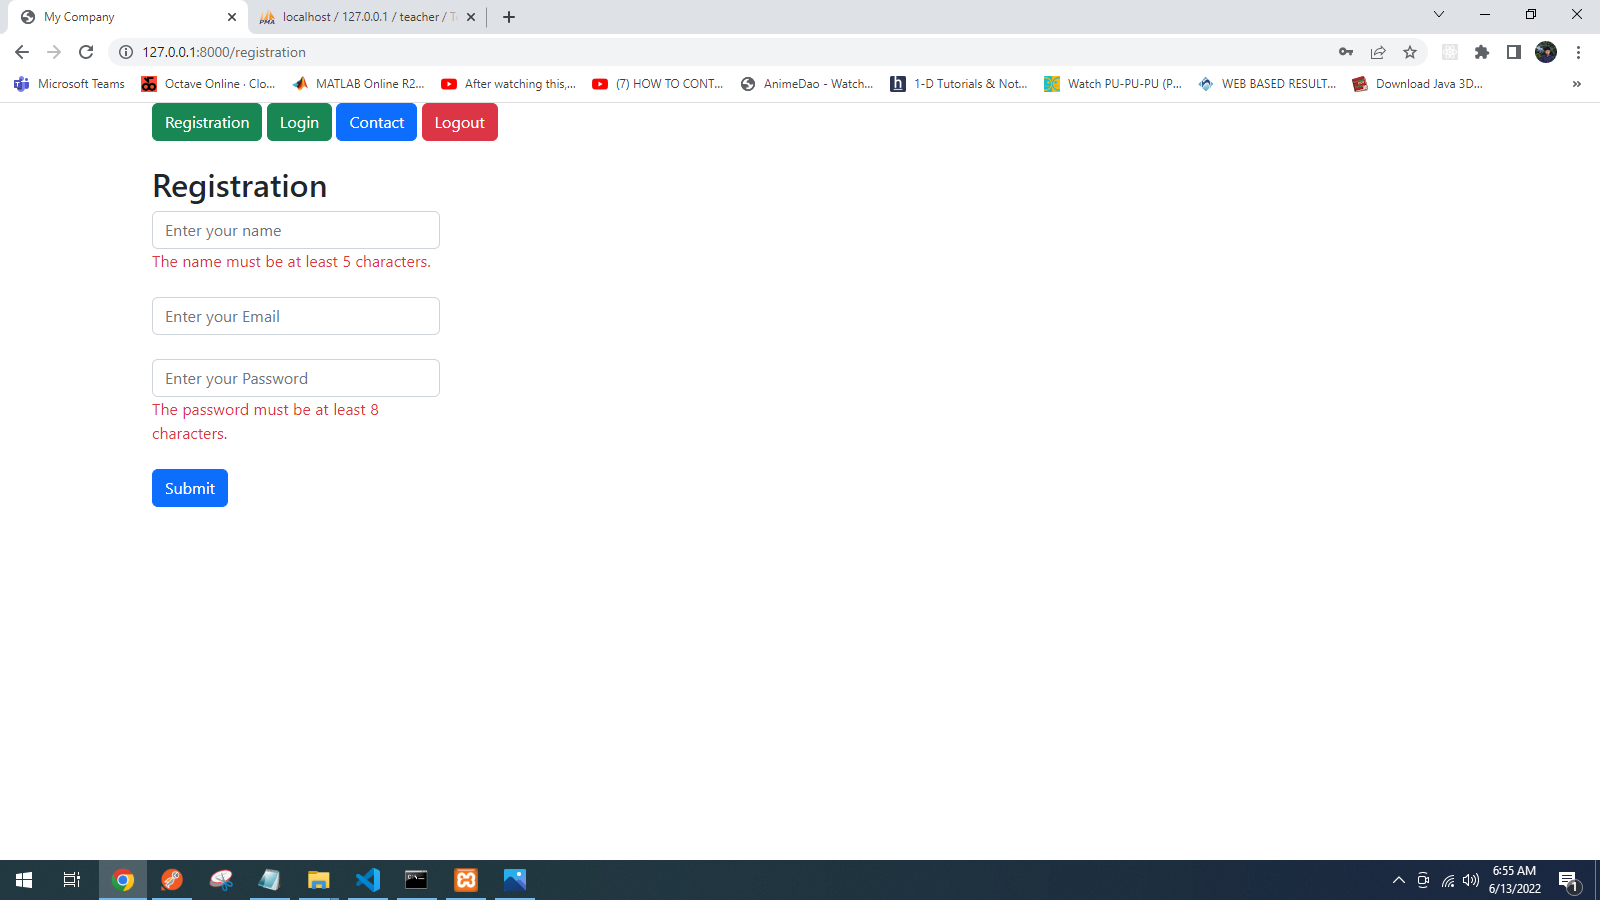 My Company
PMA
localhost / 127.0.0.1 / teacher /
127.0.0.1:8000/registration
Microsoft Teams
Octave Online · Clo...
MATLAB Online R2...
After watching this,...
(7) HOW TO CONT...
AnimeDao - Watch...
h
1-D Tutorials & Not...
Watch PU-PU-PU (P...
WEB BASED RESULT...
Download Java 3D...
»
Registration
Login
Contact
Logout
Registration
Enter your name
The name must be at least 5 characters.
Enter your Email
Enter your Password
The password must be at least 8
characters.
Submit
6:55 AM
6/13/2022
1